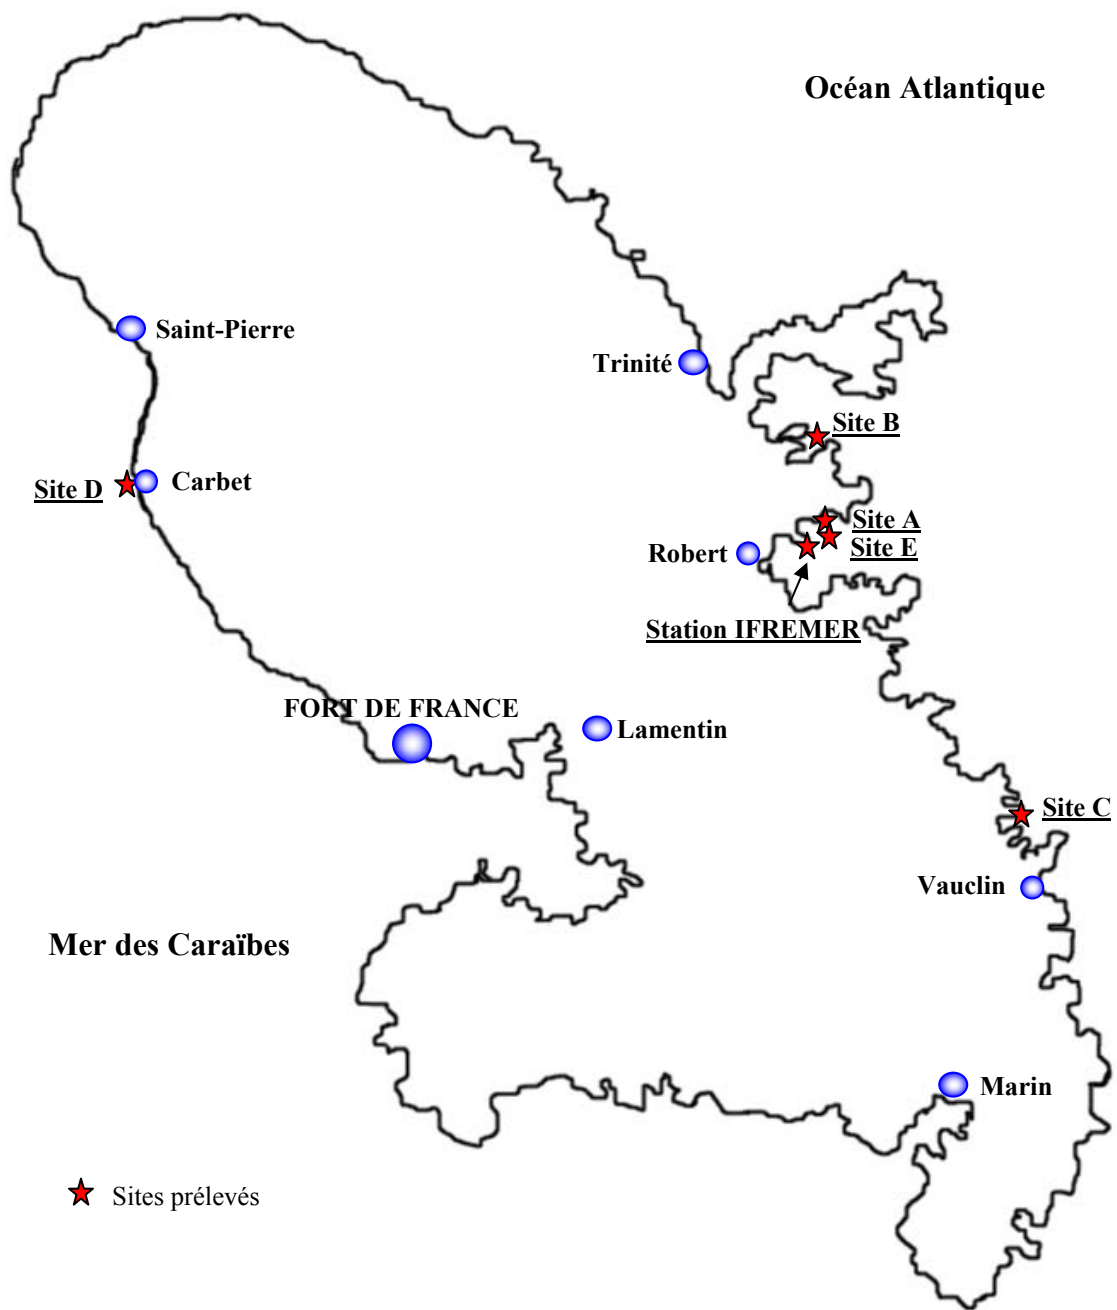 Océan Atlantique
Saint-Pierre
Trinité
Site B
Site D
Carbet
Site A
Site E
Robert
Station IFREMER
FORT DE FRANCE
Lamentin
Site C
Vauclin
Mer des Caraïbes
Marin
Sites prélevés